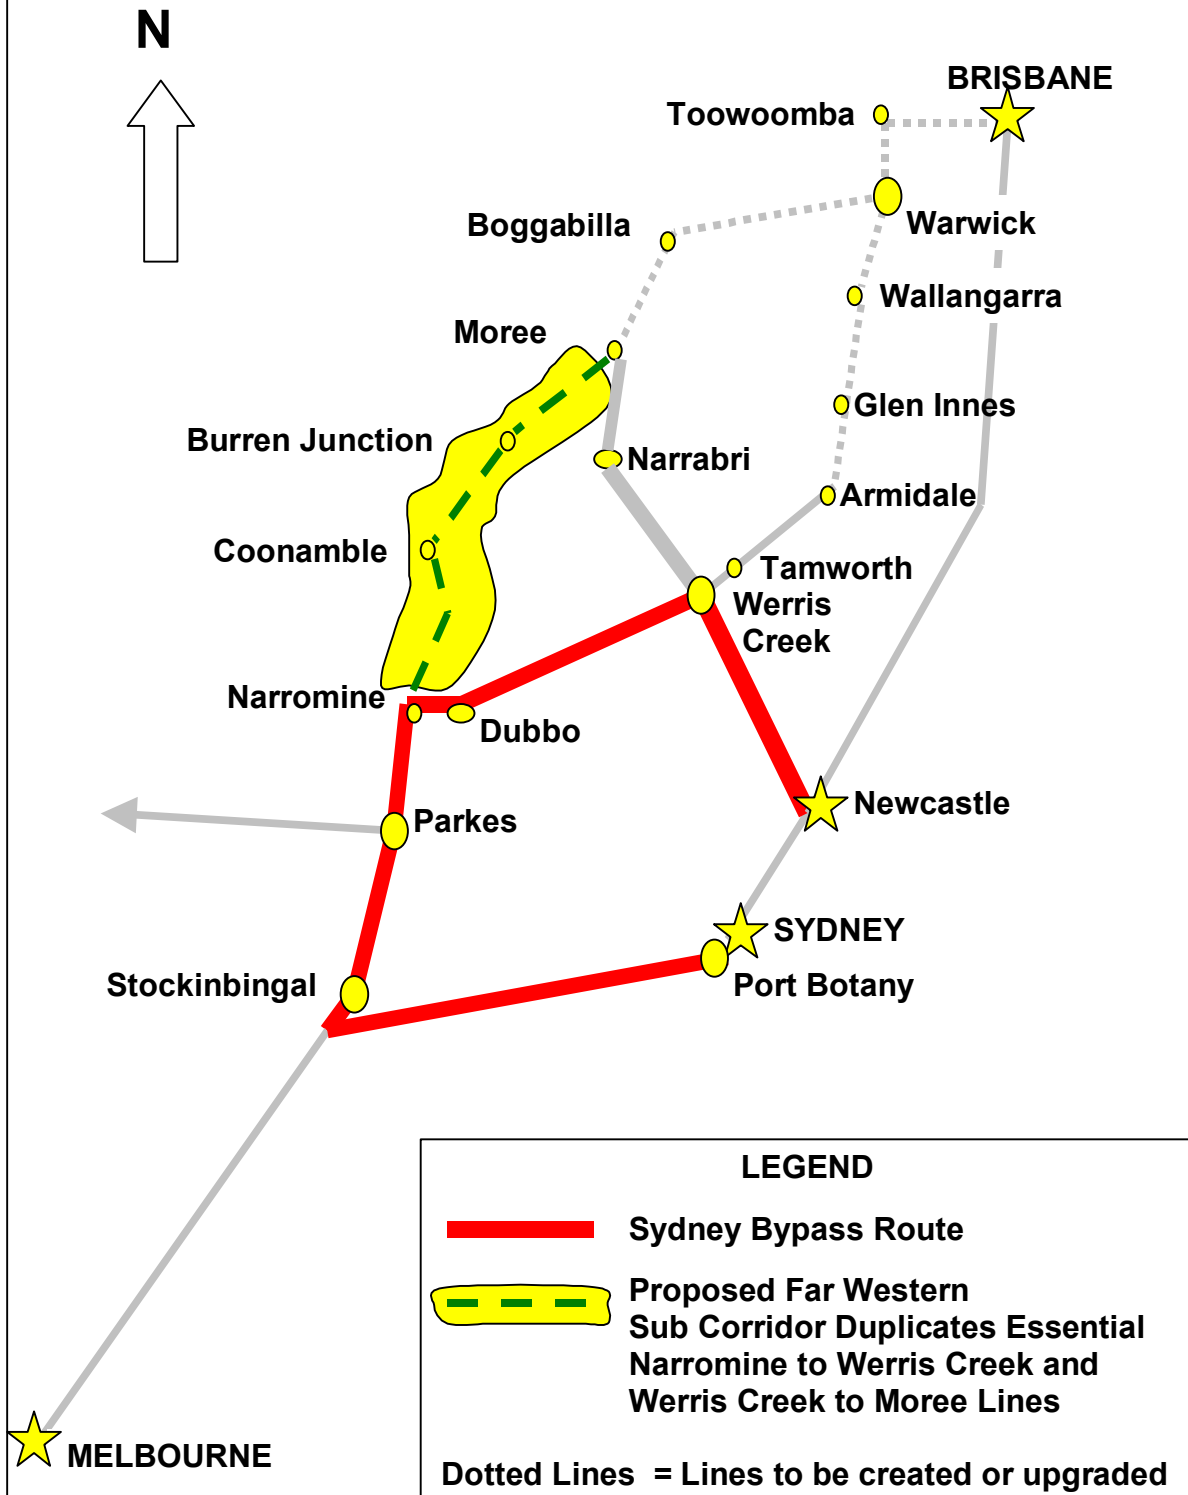 N
BRISBANE
Toowoomba
Boggabilla
Warwick
Wallangarra
Moree
Glen Innes
Burren Junction
Narrabri
Armidale
Coonamble
Tamworth
Werris
Creek
Narromine
Dubbo
Newcastle
Parkes
SYDNEY
Stockinbingal
Port Botany
LEGEND
Sydney Bypass Route
Proposed Far Western
Sub Corridor Duplicates Essential
Narromine to Werris Creek and
Werris Creek to Moree Lines
MELBOURNE
Dotted Lines = Lines to be created or upgraded